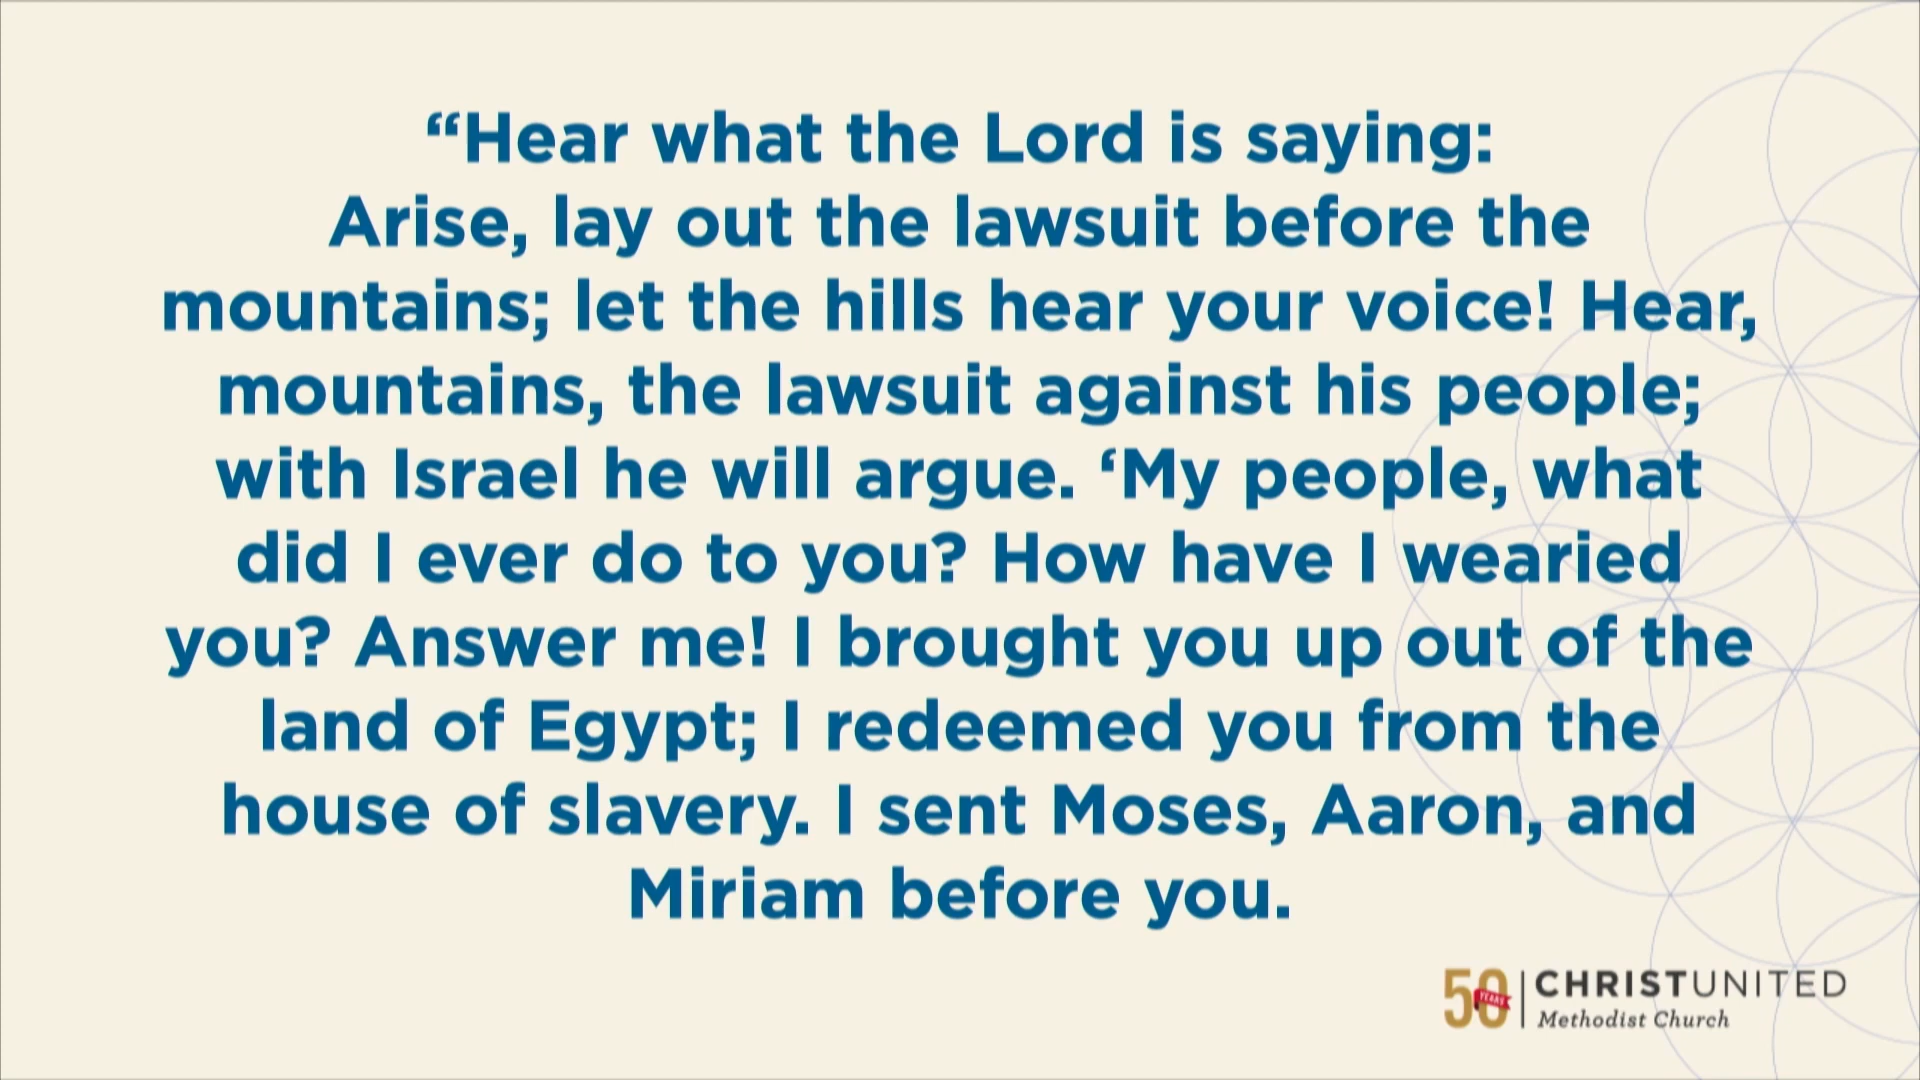 “Hear what the Lord is saying:
Arise, lay out the lawsuit before the
mountains; let the hills hear your voice! Hear,
mountains, the lawsuit against his people;
with Israel he will argue. ‘My people, what
did I ever do to you? How have I wearied
you? Answer me! I brought you up out of the
land of Egypt; I redeemed you from the
house of slavery. I sent Moses, Aaron, and
Miriam before you.
50 YEARS
CHRISTUNITED
Methodist Church